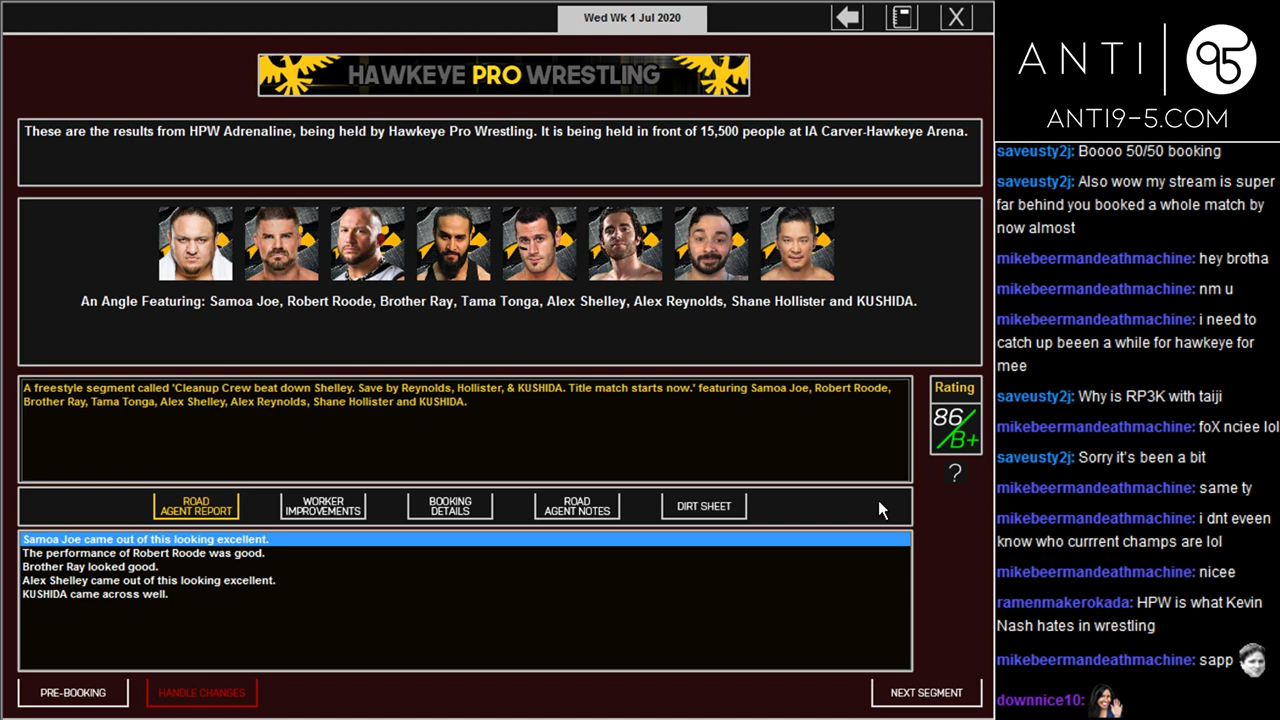 Wed Wk 1 Jul 2020
X
HAWKEYE PRO WRESTLING
These are the results from HPW Adrenaline, being held by Hawkeye Pro Wrestling. It is being held in front of 15,500 people at IA Carver-Hawkeye Arena.
An Angle Featuring: Samoa Joe, Robert Roode, Brother Ray, Tama Tonga, Alex Shelley, Alex Reynolds, Shane Hollister and KUSHIDA.
A freestyle segment called 'Cleanup Crew beat down Shelley. Save by Reynolds, Hollister, & KUSHIDA. Title match starts now.' featuring Samoa Joe, Robert Roode,
Brother Ray, Tama Tonga, Alex Shelley, Alex Reynolds, Shane Hollister and KUSHIDA.
Rating
86/B+
?
ROAD
AGENT REPORT
WORKER
IMPROVEMENTS
BOOKING
DETAILS
ROAD
AGENT NOTES
DIRT SHEET
Samoa Joe came out of this looking excellent.
The performance of Robert Roode was good.
Brother Ray looked good.
Alex Shelley came out of this looking excellent.
KUSHIDA came across well.
PRE-BOOKING
HANDLE CHANGES
NEXT SEGMENT
ANTI 95
ANTI9-5.COM
saveusty2j: Boooo 50/50 booking
saveusty2j: Also wow my stream is super
far behind you booked a whole match by
now almost
mikebeermandeathmachine: hey brotha
mikebeermandeathmachine: nm u
mikebeermandeathmachine: i need to
catch up beeen a while for hawkeye for
mee
saveusty2j: Why is RP3K with taiji
mikebeermandeathmachine: foX nciee lol
saveusty2j: Sorry it's been a bit
mikebeermandeathmachine: same ty
mikebeermandeathmachine: i dnt eveen
know who currrent champs are lol
mikebeermandeathmachine: nicee
ramenmakerokada: HPW is what Kevin
Nash hates in wrestling
mikebeermandeathmachine: sapp
downnice10: